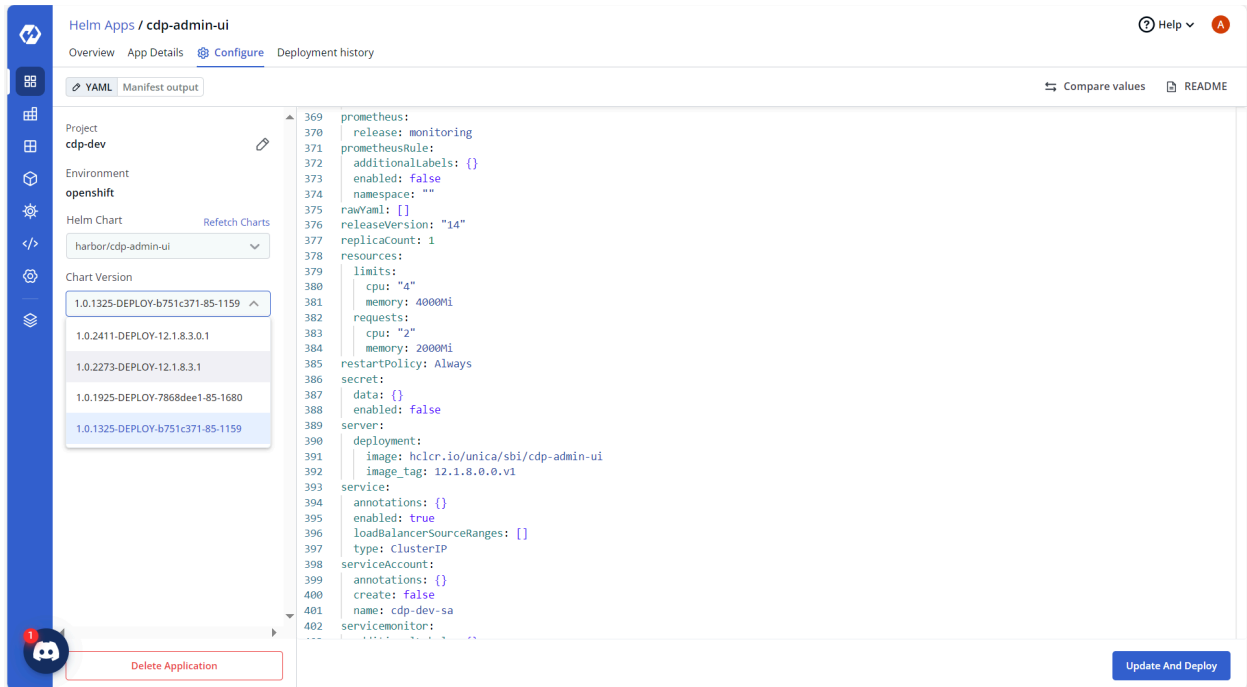 Helm Apps / cdp-admin-ui
Help
A
Overview App Details Configure Deployment history
YAML Manifest output
Compare values README
Project
cdp-dev
Environment
openshift
Helm Chart Refetch Charts
harbor/cdp-admin-ui
Chart Version
1.0.1325-DEPLOY-b751c371-85-1159
1.0.2411-DEPLOY-12.1.8.3.0.1
1.0.2273-DEPLOY-12.1.8.3.1
1.0.1925-DEPLOY-7868dee1-85-1680
1.0.1325-DEPLOY-b751c371-85-1159
369 prometheus:
370 release: monitoring
371 prometheusRule:
372 additionalLabels: {}
373 enabled: false
374 namespace: ""
375 rawYaml: []
376 releaseVersion: "14"
377 replicaCount: 1
378 resources:
379 limits:
380 cpu: "4"
381 memory: 4000Mi
382 requests:
383 cpu: "2"
384 memory: 2000Mi
385 restartPolicy: Always
386 secret:
387 data: {}
388 enabled: false
389 server:
390 deployment:
391 image: hclcr.io/unica/sbi/cdp-admin-ui
392 image_tag: 12.1.8.0.0.v1
393 service:
394 annotations: {}
395 enabled: true
396 loadBalancerSourceRanges: []
397 type: ClusterIP
398 serviceAccount:
399 annotations: {}
400 create: false
401 name: cdp-dev-sa
402 servicemonitor:
1
Delete Application
Update And Deploy